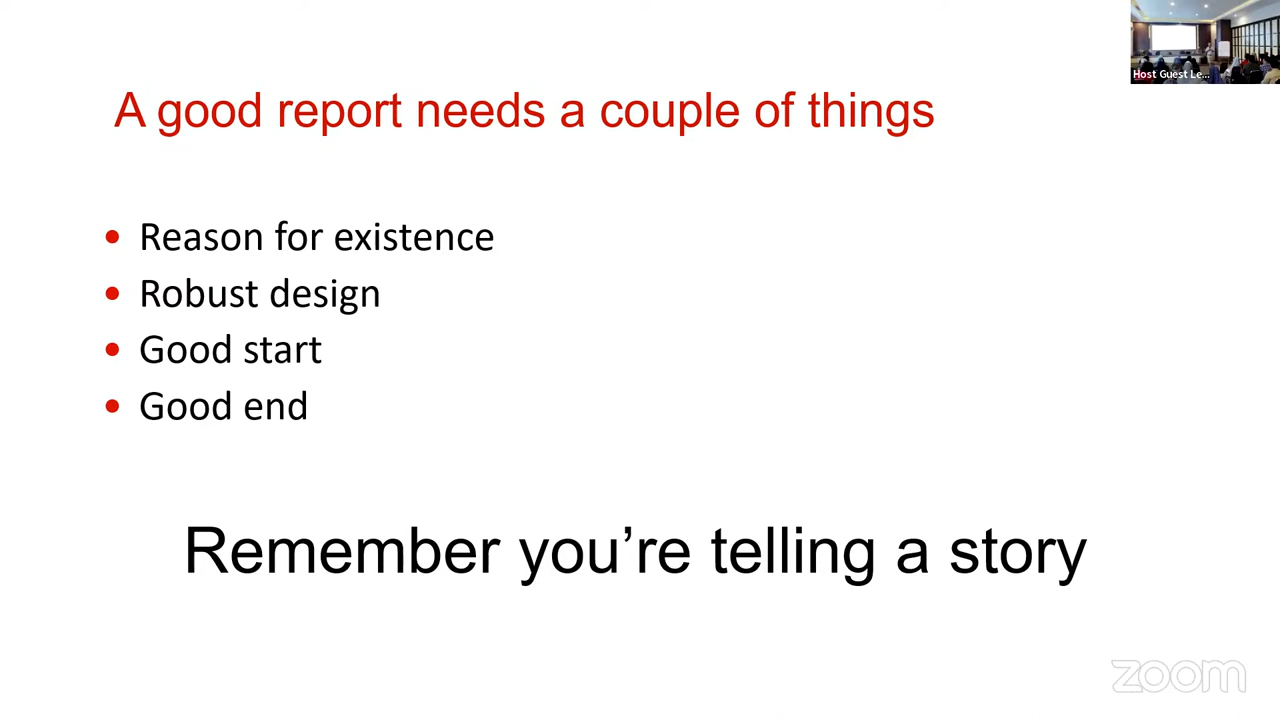 Host Guest Le...
A good report needs a couple of things
• Reason for existence
• Robust design
• Good start
• Good end
Remember you’re telling a story
zoom